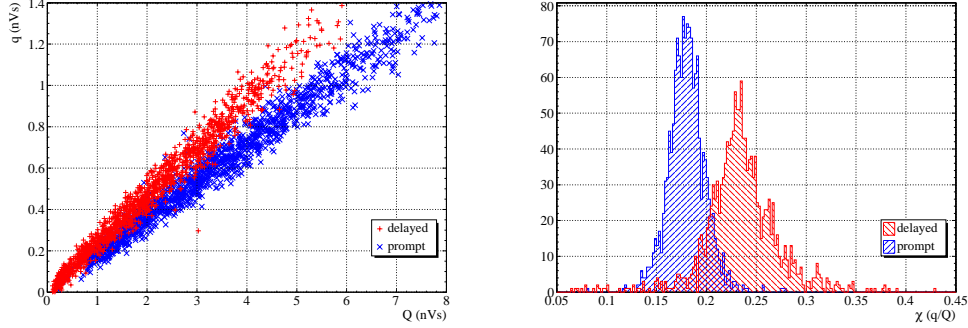 q (nVs)
1.4
1.2
1
0.8
0.6
0.4
0.2
0
delayed
prompt
0 1 2 3 4 5 6 7 8
Q (nVs)
80
70
60
50
40
30
20
10
0
delayed
prompt
0.05 0.1 0.15 0.2 0.25 0.3 0.35 0.4 0.45
χ (q/Q)